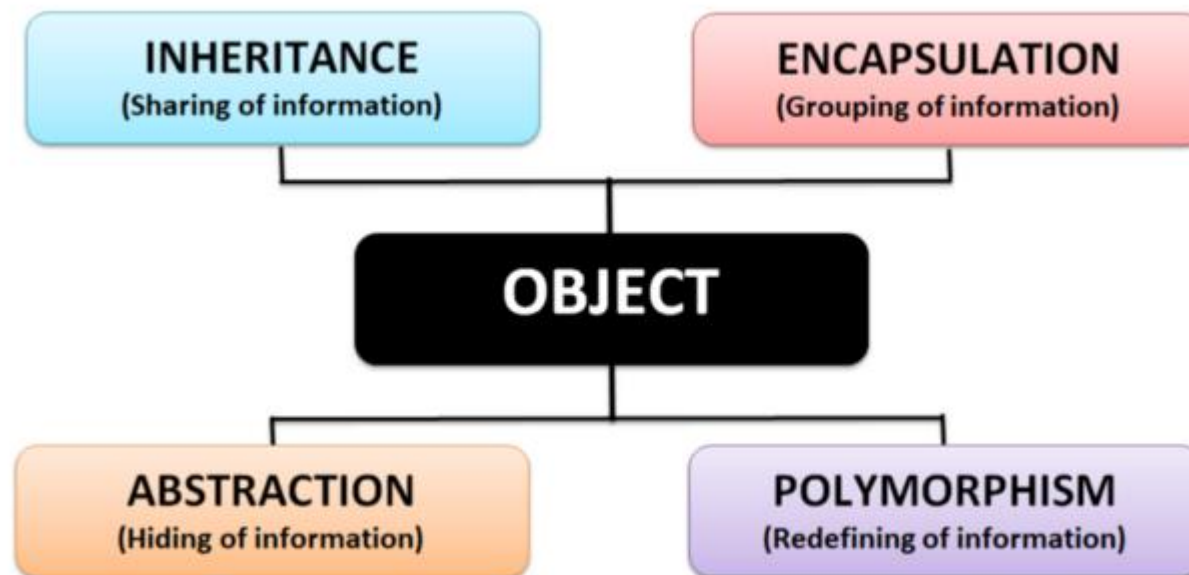 INHERITANCE
(Sharing of information)
ENCAPSULATION
(Grouping of information)
OBJECT
ABSTRACTION
(Hiding of information)
POLYMORPHISM
(Redefining of information)